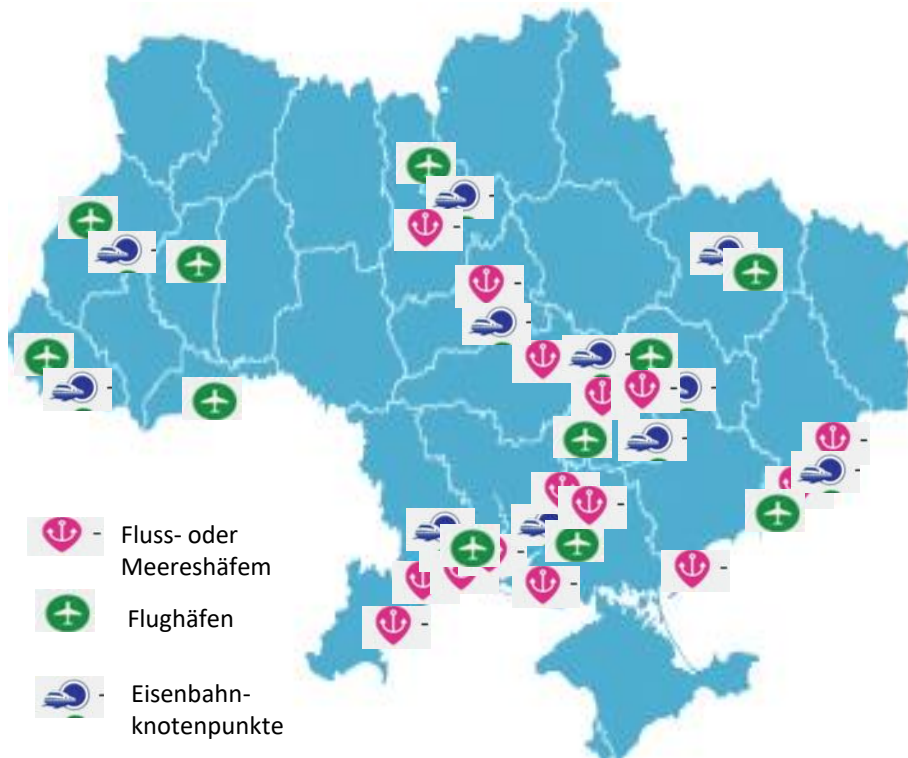 - Fluss- oder
Meereshäfem
Flughäfen
- Eisenbahn-
knotenpunkte